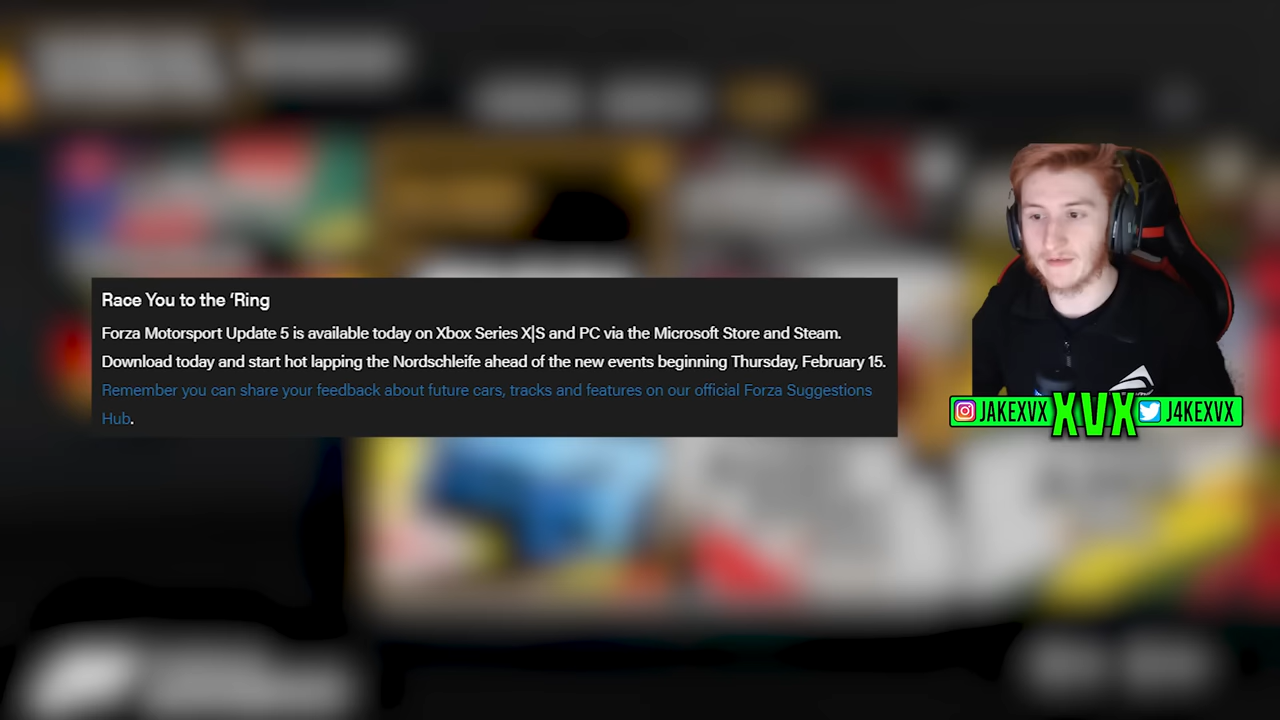 Race You to the ‘Ring
Forza Motorsport Update 5 is available today on Xbox Series X|S and PC via the Microsoft Store and Steam.
Download today and start hot lapping the Nordschleife ahead of the new events beginning Thursday, February 15.
Remember you can share your feedback about future cars, tracks and features on our official Forza Suggestions
Hub.
JAKEXVX XVX J4KEXVX